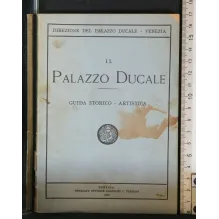 DIREZIONE DEL PALAZZO DUCALE - VENEZIA
IL
PALAZZO DUCALE
GUIDA STORICO - ARTISTICA
VENEZIA